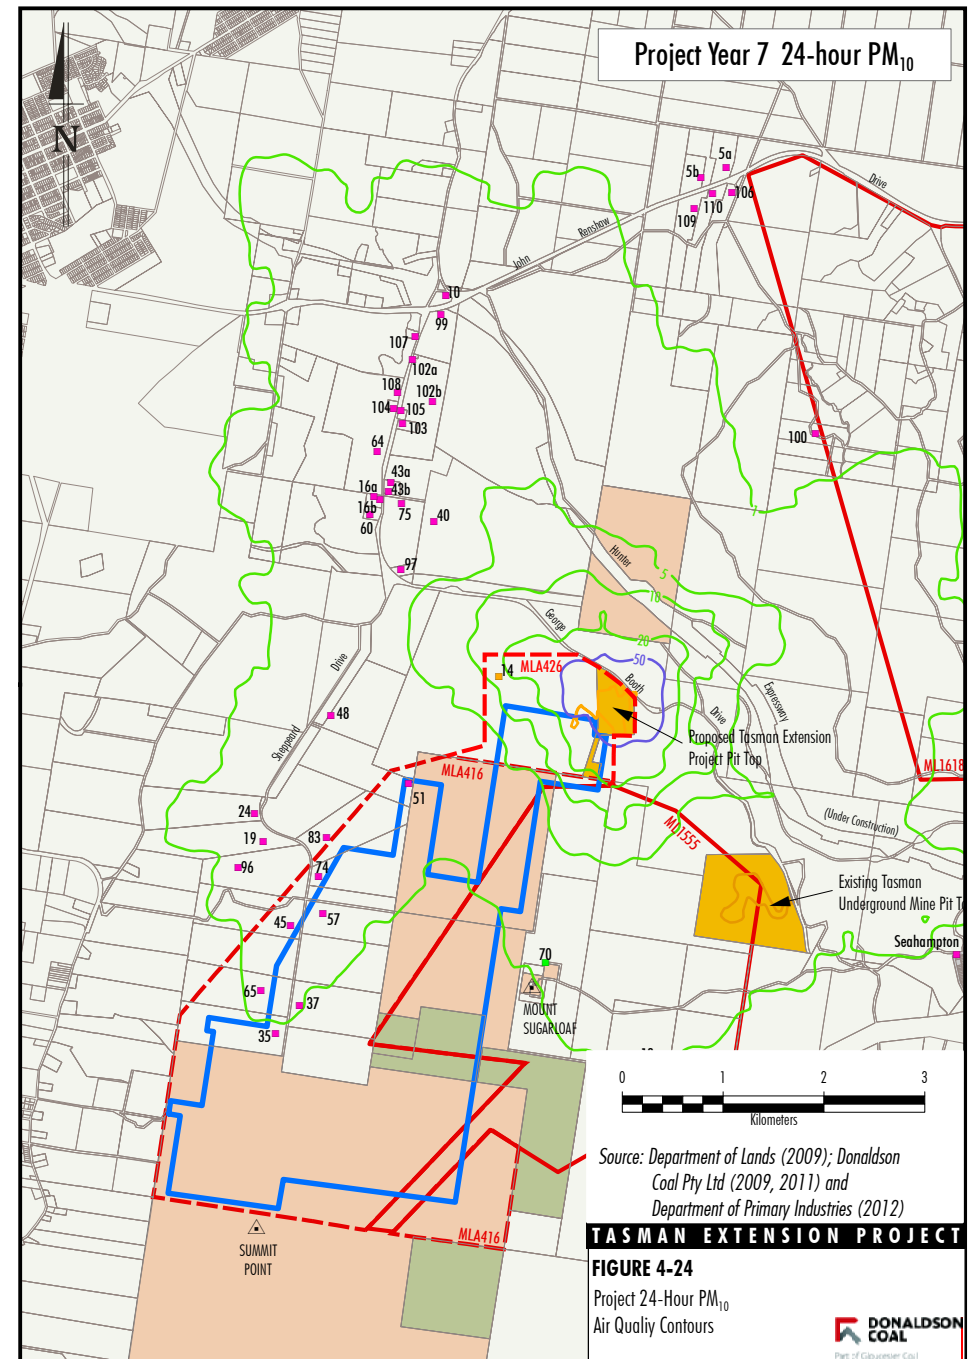 Project Year 7 24-hour PM10
N
5a
5b
106
110
109
Drive
Renshaw
John
10
99
107
102a
108
102b
104
105
103
64
100
43a
16a
43b
16b
75
40
60
97
1
Hunter
5
10
George
20
50
MLA426
14
Booth
Drive
Expressway
Drive
Sheppeard
48
Proposed Tasman Extension
Project Pit Top
ML1618
MLA416
51
24
19
83
ML1555
(Under Construction)
96
74
Existing Tasman
Underground Mine Pit T
45
57
Seahampton
70
65
37
MOUNT
SUGARLOAF
35
0 1 2 3
Kilometers
Source: Department of Lands (2009); Donaldson
Coal Pty Ltd (2009, 2011) and
Department of Primary Industries (2012)
MLA416
SUMMIT
POINT
TASMAN EXTENSION PROJECT
FIGURE 4-24
Project 24-Hour PM10
Air Qualiy Contours
DONALDSON
COAL
Part of Gloucester Coal